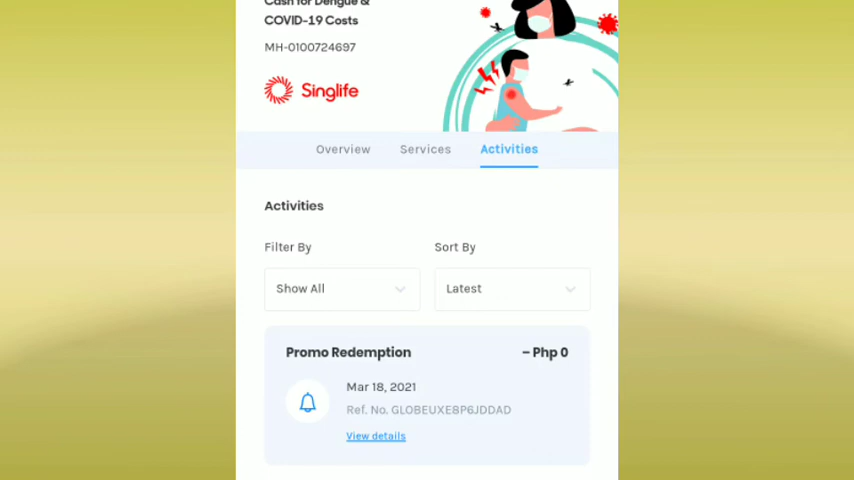 Cash for Dengue &
COVID-19 Costs
MH-0100724697
Singlife
Overview Services Activities
Activities
Filter By Sort By
Show All Latest
Promo Redemption – Php 0
Mar 18, 2021
Ref. No. GLOBEUXE8P6JDDAD
View details